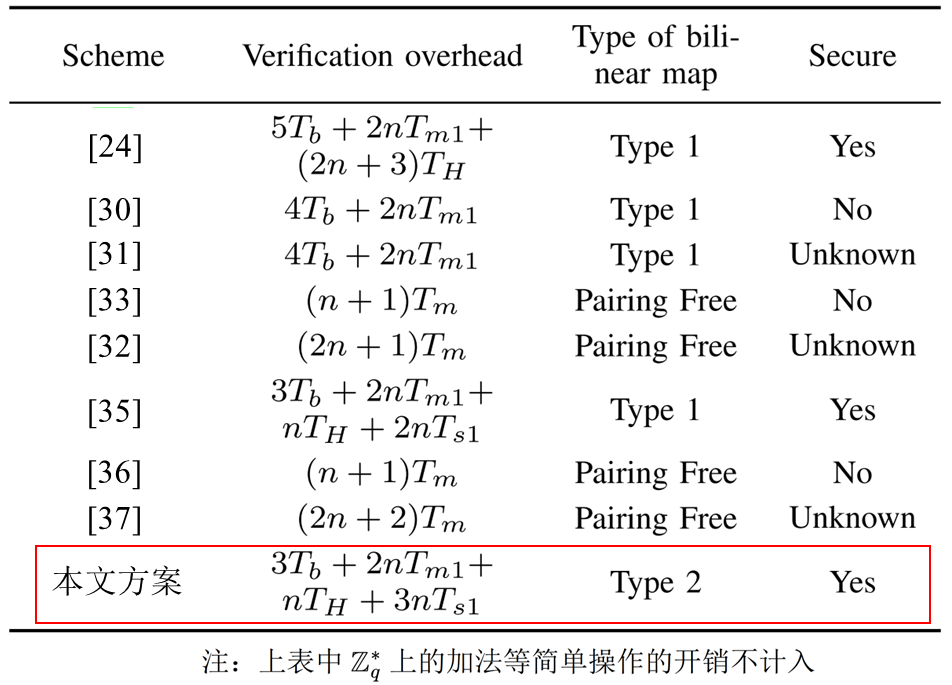 Scheme Verification overhead Type of bili-near map Secure
[24] 5T_b + 2nT_{m1}+ (2n + 3)T_H Type 1 Yes
[30] 4T_b + 2nT_{m1} Type 1 No
[31] 4T_b + 2nT_{m1} Type 1 Unknown
[33] (n + 1)T_m Pairing Free No
[32] (2n + 1)T_m Pairing Free Unknown
[35] 3T_b + 2nT_{m1}+ nT_H + 2nT_{s1} Type 1 Yes
[36] (n + 1)T_m Pairing Free No
[37] (2n + 2)T_m Pairing Free Unknown
本文方案 3T_b + 2nT_{m1}+ nT_H + 3nT_{s1} Type 2 Yes
注：上表中 ℤ_q^* 上的加法等简单操作的开销不计入